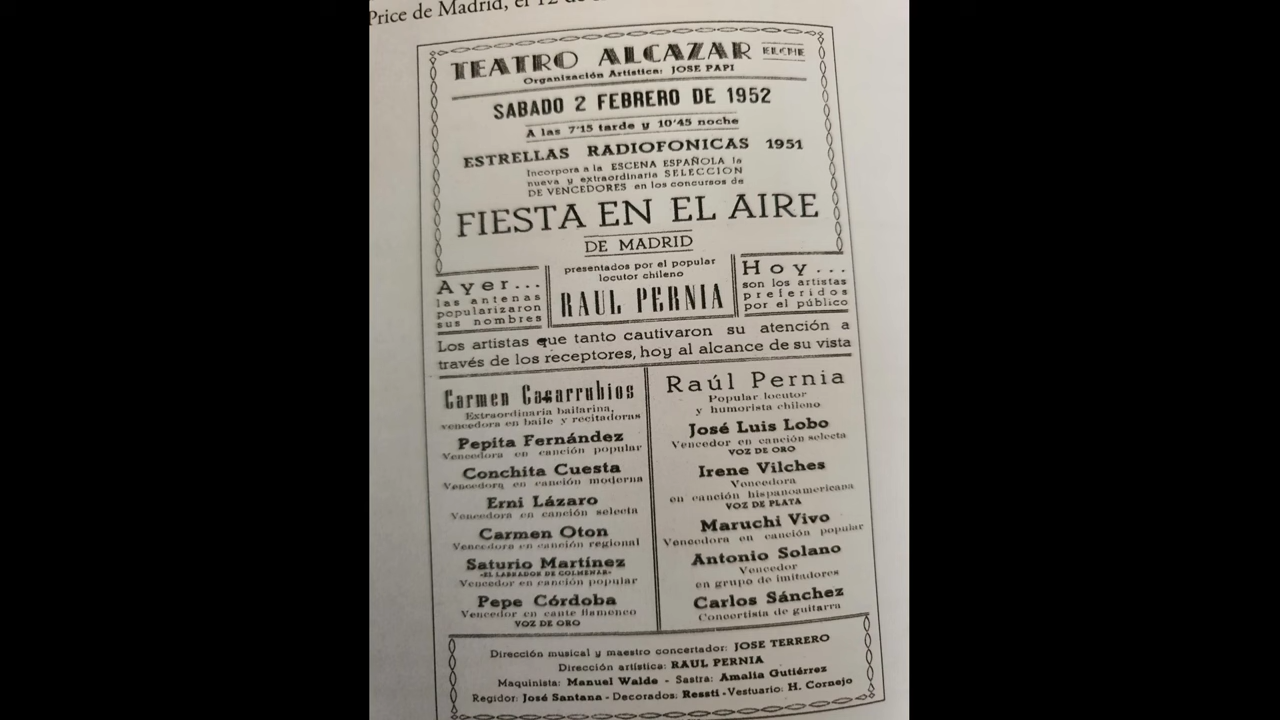 Price de Madrid, el 12 de
TEATRO ALCAZAR ELCHE
Organización Artística: JOSE PAPI
SABADO 2 FEBRERO DE 1952
A las 7'15 tarde y 10'45 noche
ESTRELLAS RADIOFONICAS 1951
Incorpora a la ESCENA ESPAÑOLA la
nueva y extraordinaria SELECCION
DE VENCEDORES en los concursos de
FIESTA EN EL AIRE
DE MADRID
Ayer...
las antenas
popularizaron
sus nombres
presentados por el popular
locutor chileno
RAUL PERNIA
Hoy...
son los artistas
preferidos
por el público
Los artistas que tanto cautivaron su atención a
través de los receptores, hoy al alcance de su vista
Carmen Casarrubios
Extraordinaria bailarina,
vencedora en baile y recitadoras
Pepita Fernández
Vencedora en canción popular
Conchita Cuesta
Vencedora en canción moderna
Erni Lázaro
Vencedora en canción selecta
Carmen Oton
Vencedora en canción regional
Saturio Martínez
«EL LABRADOR DE COLMENAR»
Vencedor en canción popular
Pepe Córdoba
Vencedor en cante flamenco
VOZ DE ORO
Raúl Pernia
Popular locutor
y humorista chileno
José Luis Lobo
Vencedor en canción selecta
VOZ DE ORO
Irene Vilches
Vencedora
en canción hispanoamericana
VOZ DE PLATA
Maruchi Vivo
Vencedora en canción popular
Antonio Solano
Vencedor
en grupo de imitadores
Carlos Sánchez
Concertista de guitarra
Dirección musical y maestro concertador: JOSE TERRERO
Dirección artística: RAUL PERNIA
Maquinista: Manuel Walde - Sastra: Amalia Gutiérrez
Regidor: José Santana - Decorados: Ressti - Vestuario: H. Cornejo